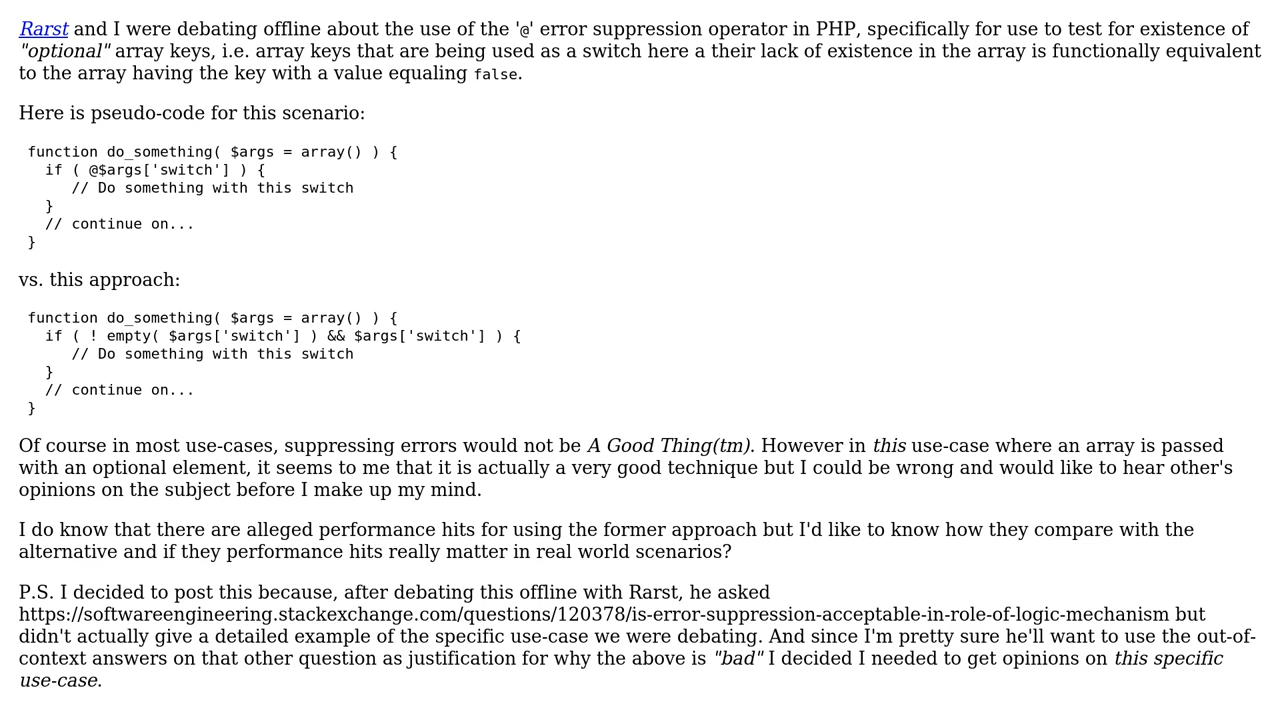 Rarst and I were debating offline about the use of the '@' error suppression operator in PHP, specifically for use to test for existence of
"optional" array keys, i.e. array keys that are being used as a switch here a their lack of existence in the array is functionally equivalent
to the array having the key with a value equaling false.
Here is pseudo-code for this scenario:
function do_something( $args = array() ) {
  if ( @$args['switch'] ) {
     // Do something with this switch
  }
  // continue on...
}
vs. this approach:
function do_something( $args = array() ) {
  if ( ! empty( $args['switch'] ) && $args['switch'] ) {
     // Do something with this switch
  }
  // continue on...
}
Of course in most use-cases, suppressing errors would not be A Good Thing(tm). However in this use-case where an array is passed
with an optional element, it seems to me that it is actually a very good technique but I could be wrong and would like to hear other's
opinions on the subject before I make up my mind.
I do know that there are alleged performance hits for using the former approach but I'd like to know how they compare with the
alternative and if they performance hits really matter in real world scenarios?
P.S. I decided to post this because, after debating this offline with Rarst, he asked
https://softwareengineering.stackexchange.com/questions/120378/is-error-suppression-acceptable-in-role-of-logic-mechanism but
didn't actually give a detailed example of the specific use-case we were debating. And since I'm pretty sure he'll want to use the out-of-
context answers on that other question as justification for why the above is "bad" I decided I needed to get opinions on this specific
use-case.